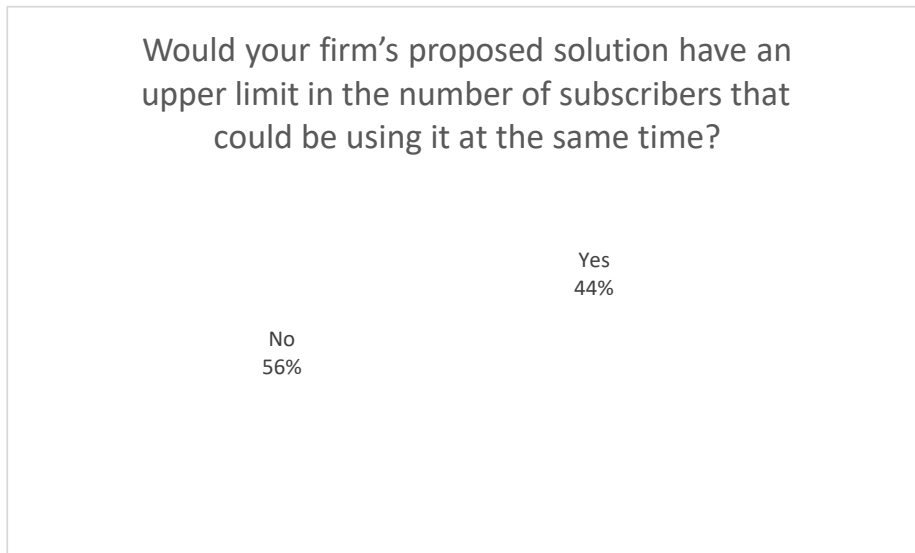 Would your firm’s proposed solution have an
upper limit in the number of subscribers that
could be using it at the same time?
Yes
44%
No
56%